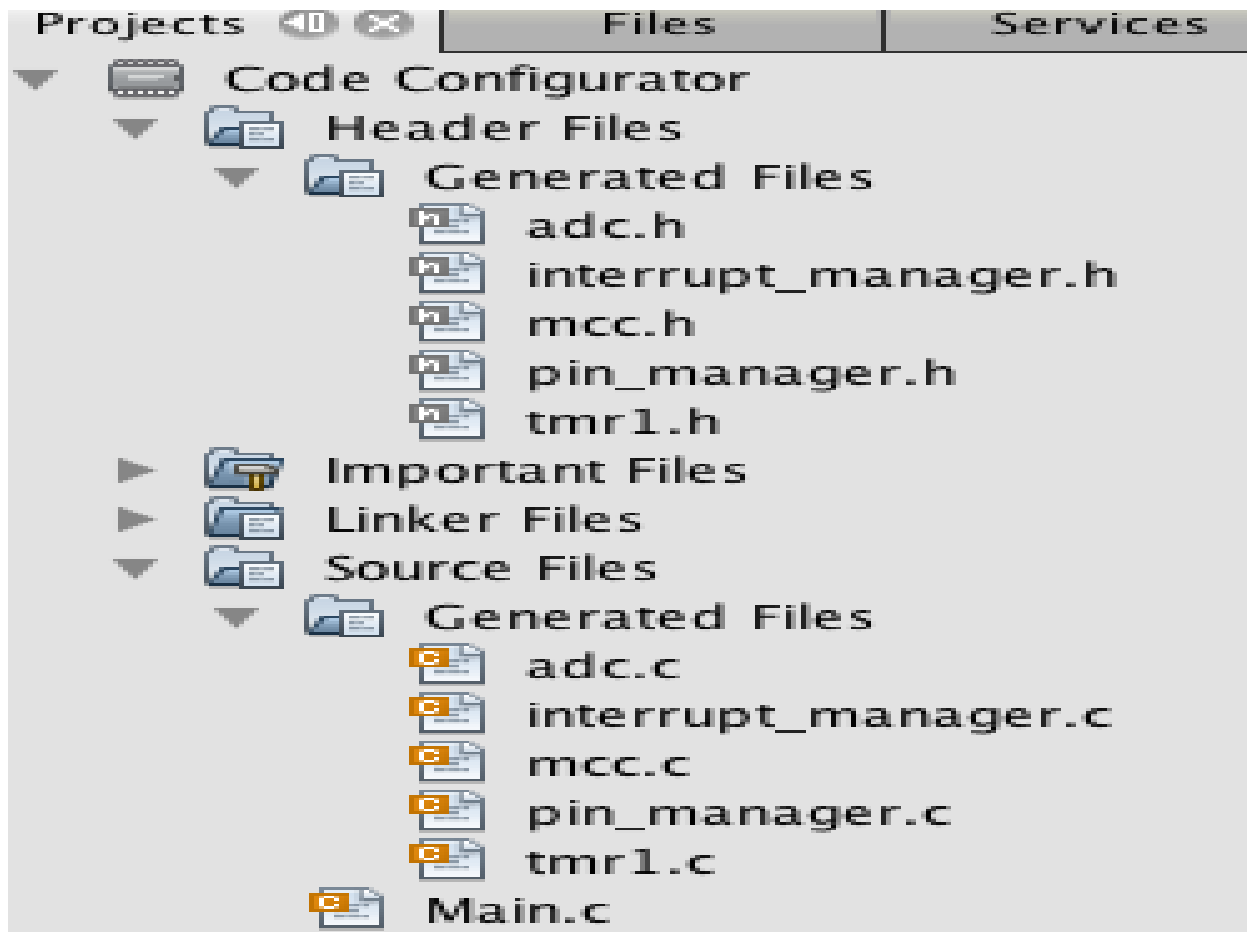 Projects Files Services
Code Configurator
Header Files
Generated Files
h adc.h
h interrupt_manager.h
h mcc.h
h pin_manager.h
h tmr1.h
Important Files
Linker Files
Source Files
Generated Files
C adc.c
C interrupt_manager.c
C mcc.c
C pin_manager.c
C tmr1.c
C Main.c